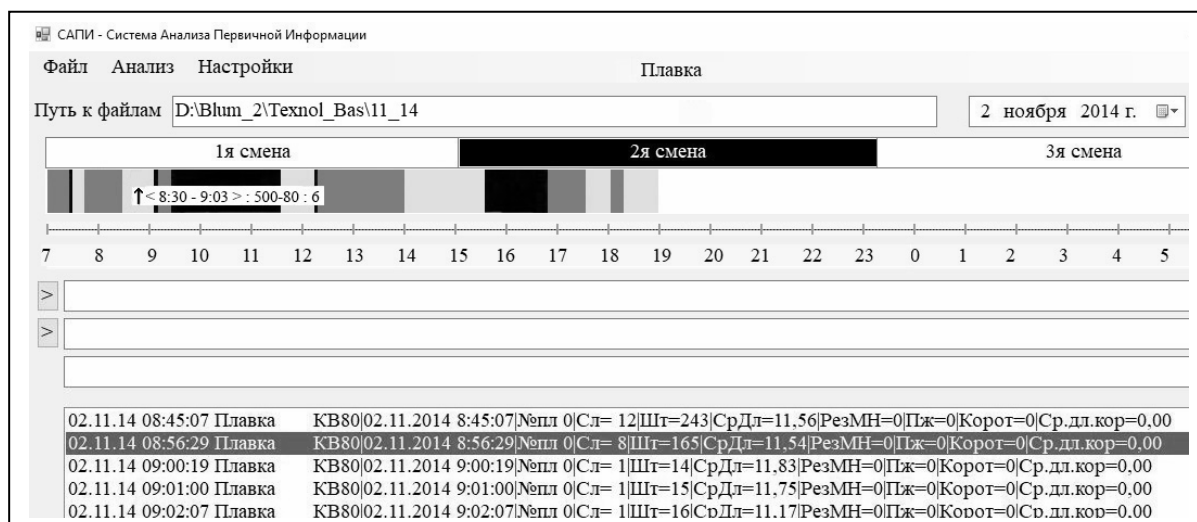 САПИ - Система Анализа Первичной Информации
Файл Анализ Настройки Плавка
Путь к файлам D:\Blum_2\Texnol_Bas\11_14 2 ноября 2014 г.
1я смена 2я смена 3я смена
< 8:30 - 9:03 > : 500-80 : 6
7 8 9 10 11 12 13 14 15 16 17 18 19 20 21 22 23 0 1 2 3 4 5
>
>
02.11.14 08:45:07 Плавка КВ80|02.11.2014 8:45:07|№пл 0|Сл= 12|Шт=243|СрДл=11,56|РезМН=0|Пж=0|Корот=0|Ср.дл.кор=0,00
02.11.14 08:56:29 Плавка КВ80|02.11.2014 8:56:29|№пл 0|Сл= 8|Шт=165|СрДл=11,54|РезМН=0|Пж=0|Корот=0|Ср.дл.кор=0,00
02.11.14 09:00:19 Плавка КВ80|02.11.2014 9:00:19|№пл 0|Сл= 1|Шт=14|СрДл=11,83|РезМН=0|Пж=0|Корот=0|Ср.дл.кор=0,00
02.11.14 09:01:00 Плавка КВ80|02.11.2014 9:01:00|№пл 0|Сл= 1|Шт=15|СрДл=11,75|РезМН=0|Пж=0|Корот=0|Ср.дл.кор=0,00
02.11.14 09:02:07 Плавка КВ80|02.11.2014 9:02:07|№пл 0|Сл= 1|Шт=16|СрДл=11,17|РезМН=0|Пж=0|Корот=0|Ср.дл.кор=0,00